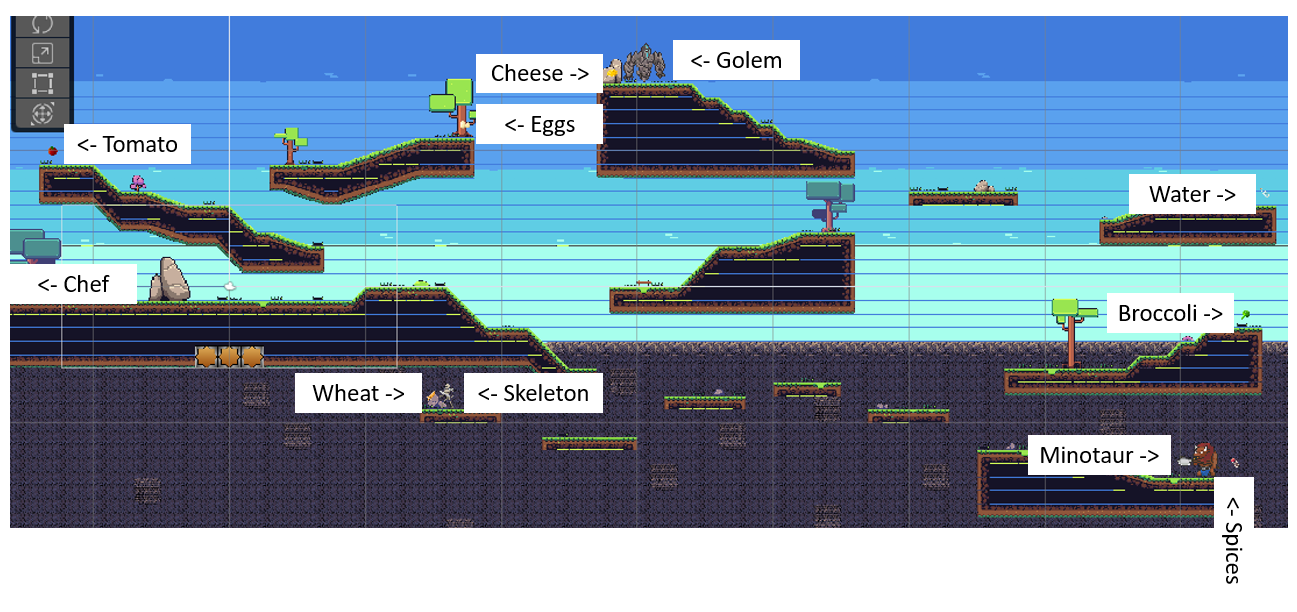 Cheese ->
<- Golem
<- Eggs
<- Tomato
Water ->
<- Chef
Broccoli ->
Wheat ->
<- Skeleton
Minotaur ->
<- Spices